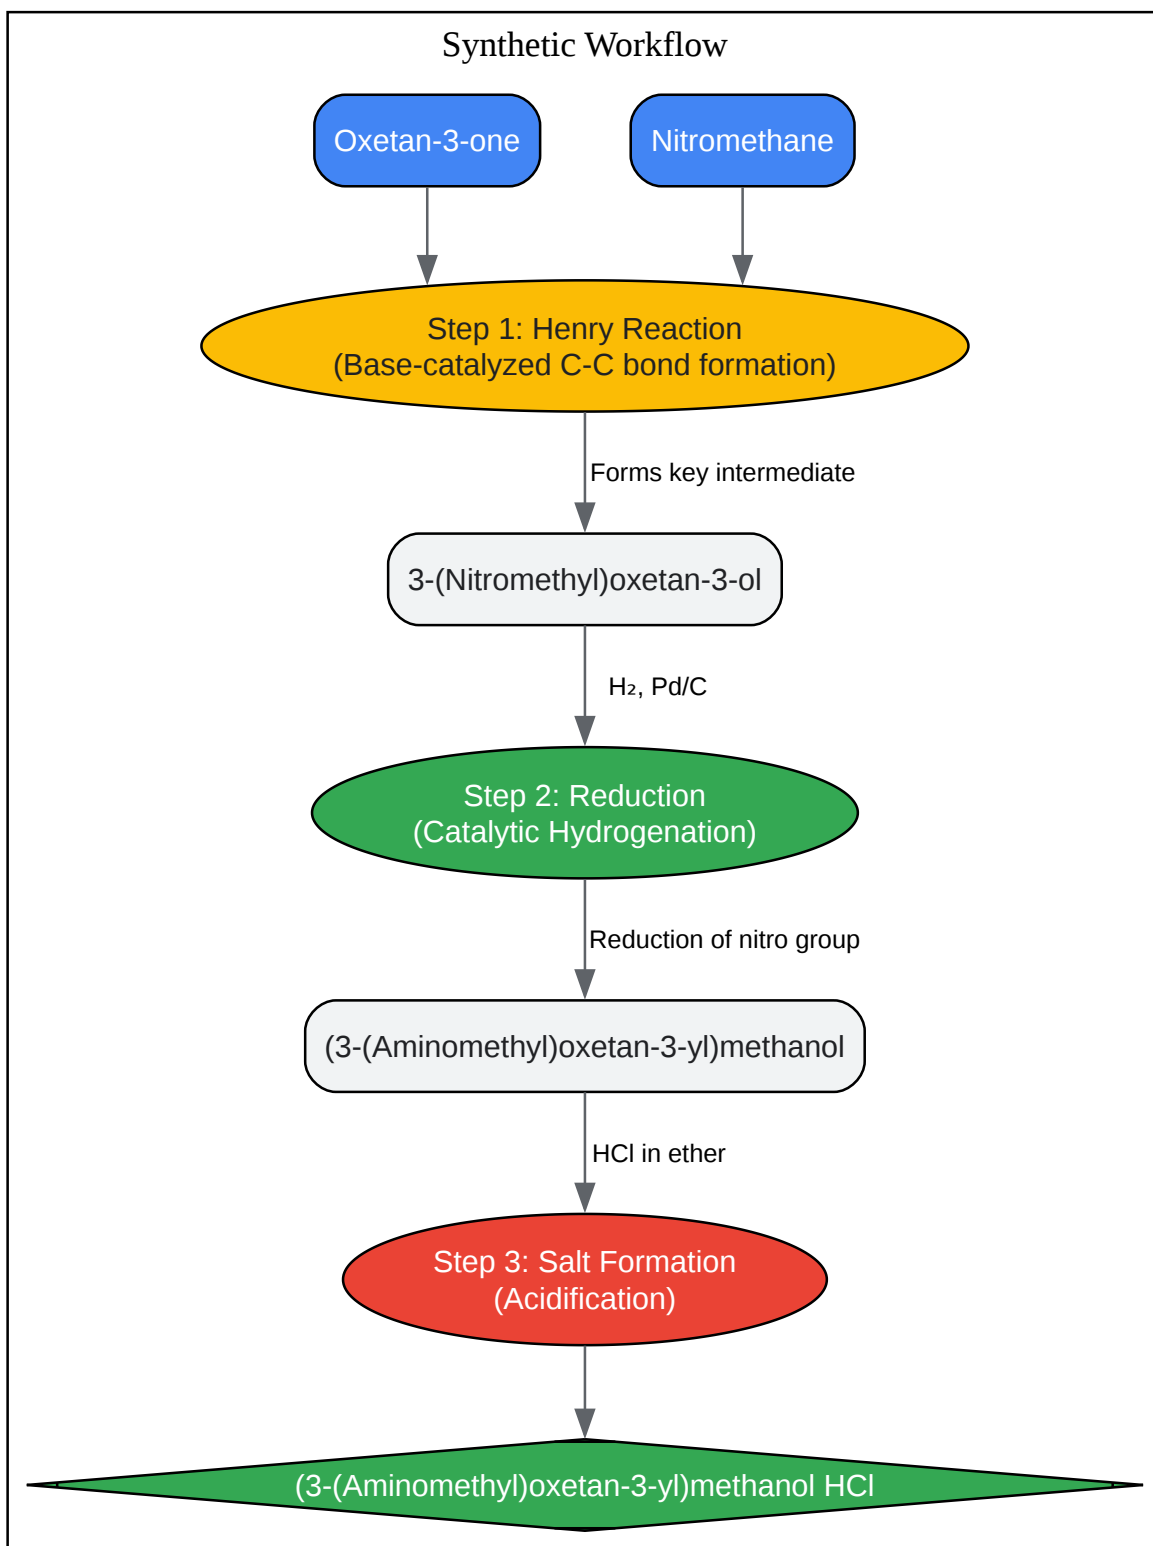 Synthetic Workflow
Oxetan-3-one
Nitromethane
Step 1: Henry Reaction
(Base-catalyzed C-C bond formation)
Forms key intermediate
3-(Nitromethyl)oxetan-3-ol
H₂, Pd/C
Step 2: Reduction
(Catalytic Hydrogenation)
Reduction of nitro group
(3-(Aminomethyl)oxetan-3-yl)methanol
HCl in ether
Step 3: Salt Formation
(Acidification)
(3-(Aminomethyl)oxetan-3-yl)methanol HCl